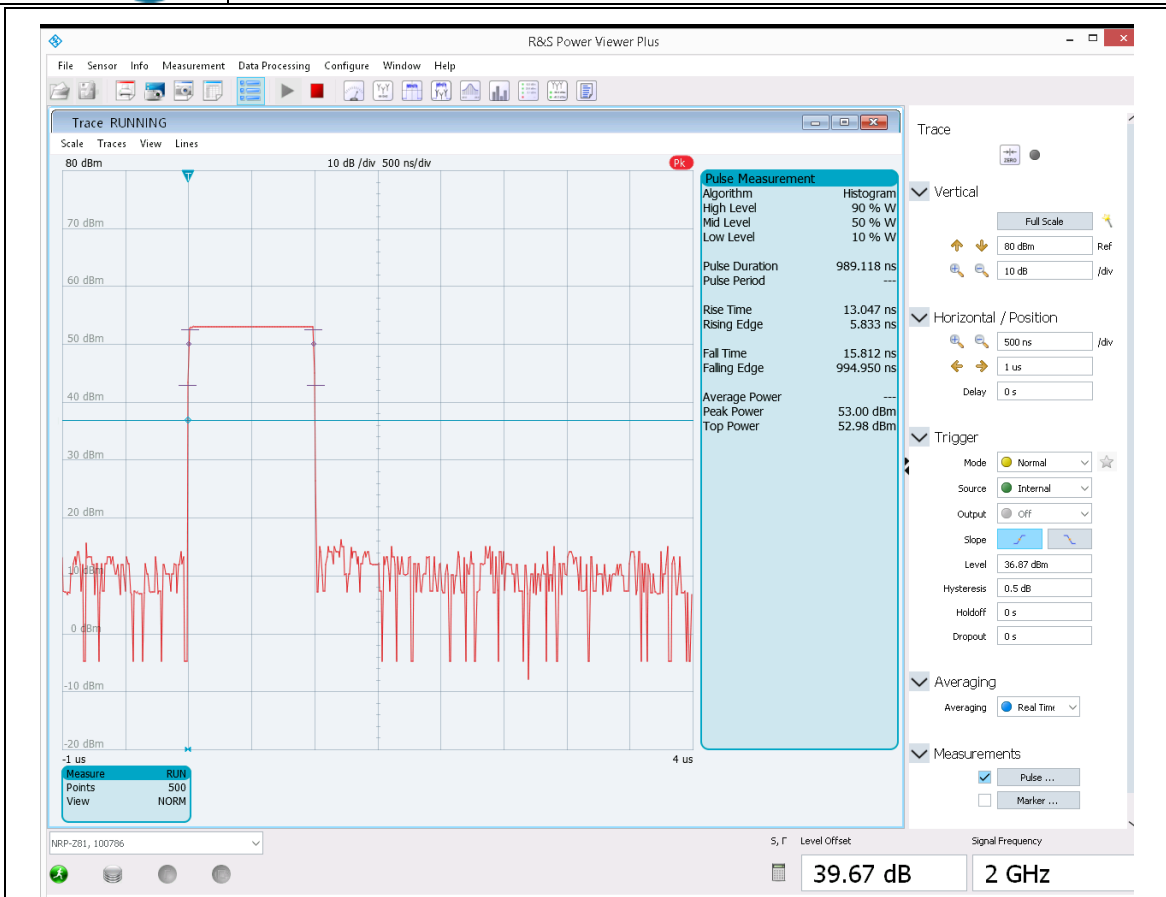 R&S Power Viewer Plus
File Sensor Info Measurement Data Processing Configure Window Help
Trace RUNNING
Scale Traces View Lines
80 dBm 10 dB /div 500 ns/div Pk
T
70 dBm
60 dBm
50 dBm
40 dBm
30 dBm
20 dBm
10 dBm
0 dBm
-10 dBm
-20 dBm
-1 us 4 us
Pulse Measurement
Algorithm Histogram
High Level 90 % W
Mid Level 50 % W
Low Level 10 % W
Pulse Duration 989.118 ns
Pulse Period ---
Rise Time 13.047 ns
Rising Edge 5.833 ns
Fall Time 15.812 ns
Falling Edge 994.950 ns
Average Power ---
Peak Power 53.00 dBm
Top Power 52.98 dBm
Measure RUN
Points 500
View NORM
Trace
ZERO
Vertical
Full Scale
80 dBm Ref
10 dB /div
Horizontal / Position
500 ns /div
1 us
Delay 0 s
Trigger
Mode Normal
Source Internal
Output Off
Slope
Level 36.87 dBm
Hysteresis 0.5 dB
Holdoff 0 s
Dropout 0 s
Averaging
Averaging Real Time
Measurements
Pulse ...
Marker ...
NRP-Z81, 100786
S, Γ Level Offset Signal Frequency
39.67 dB 2 GHz